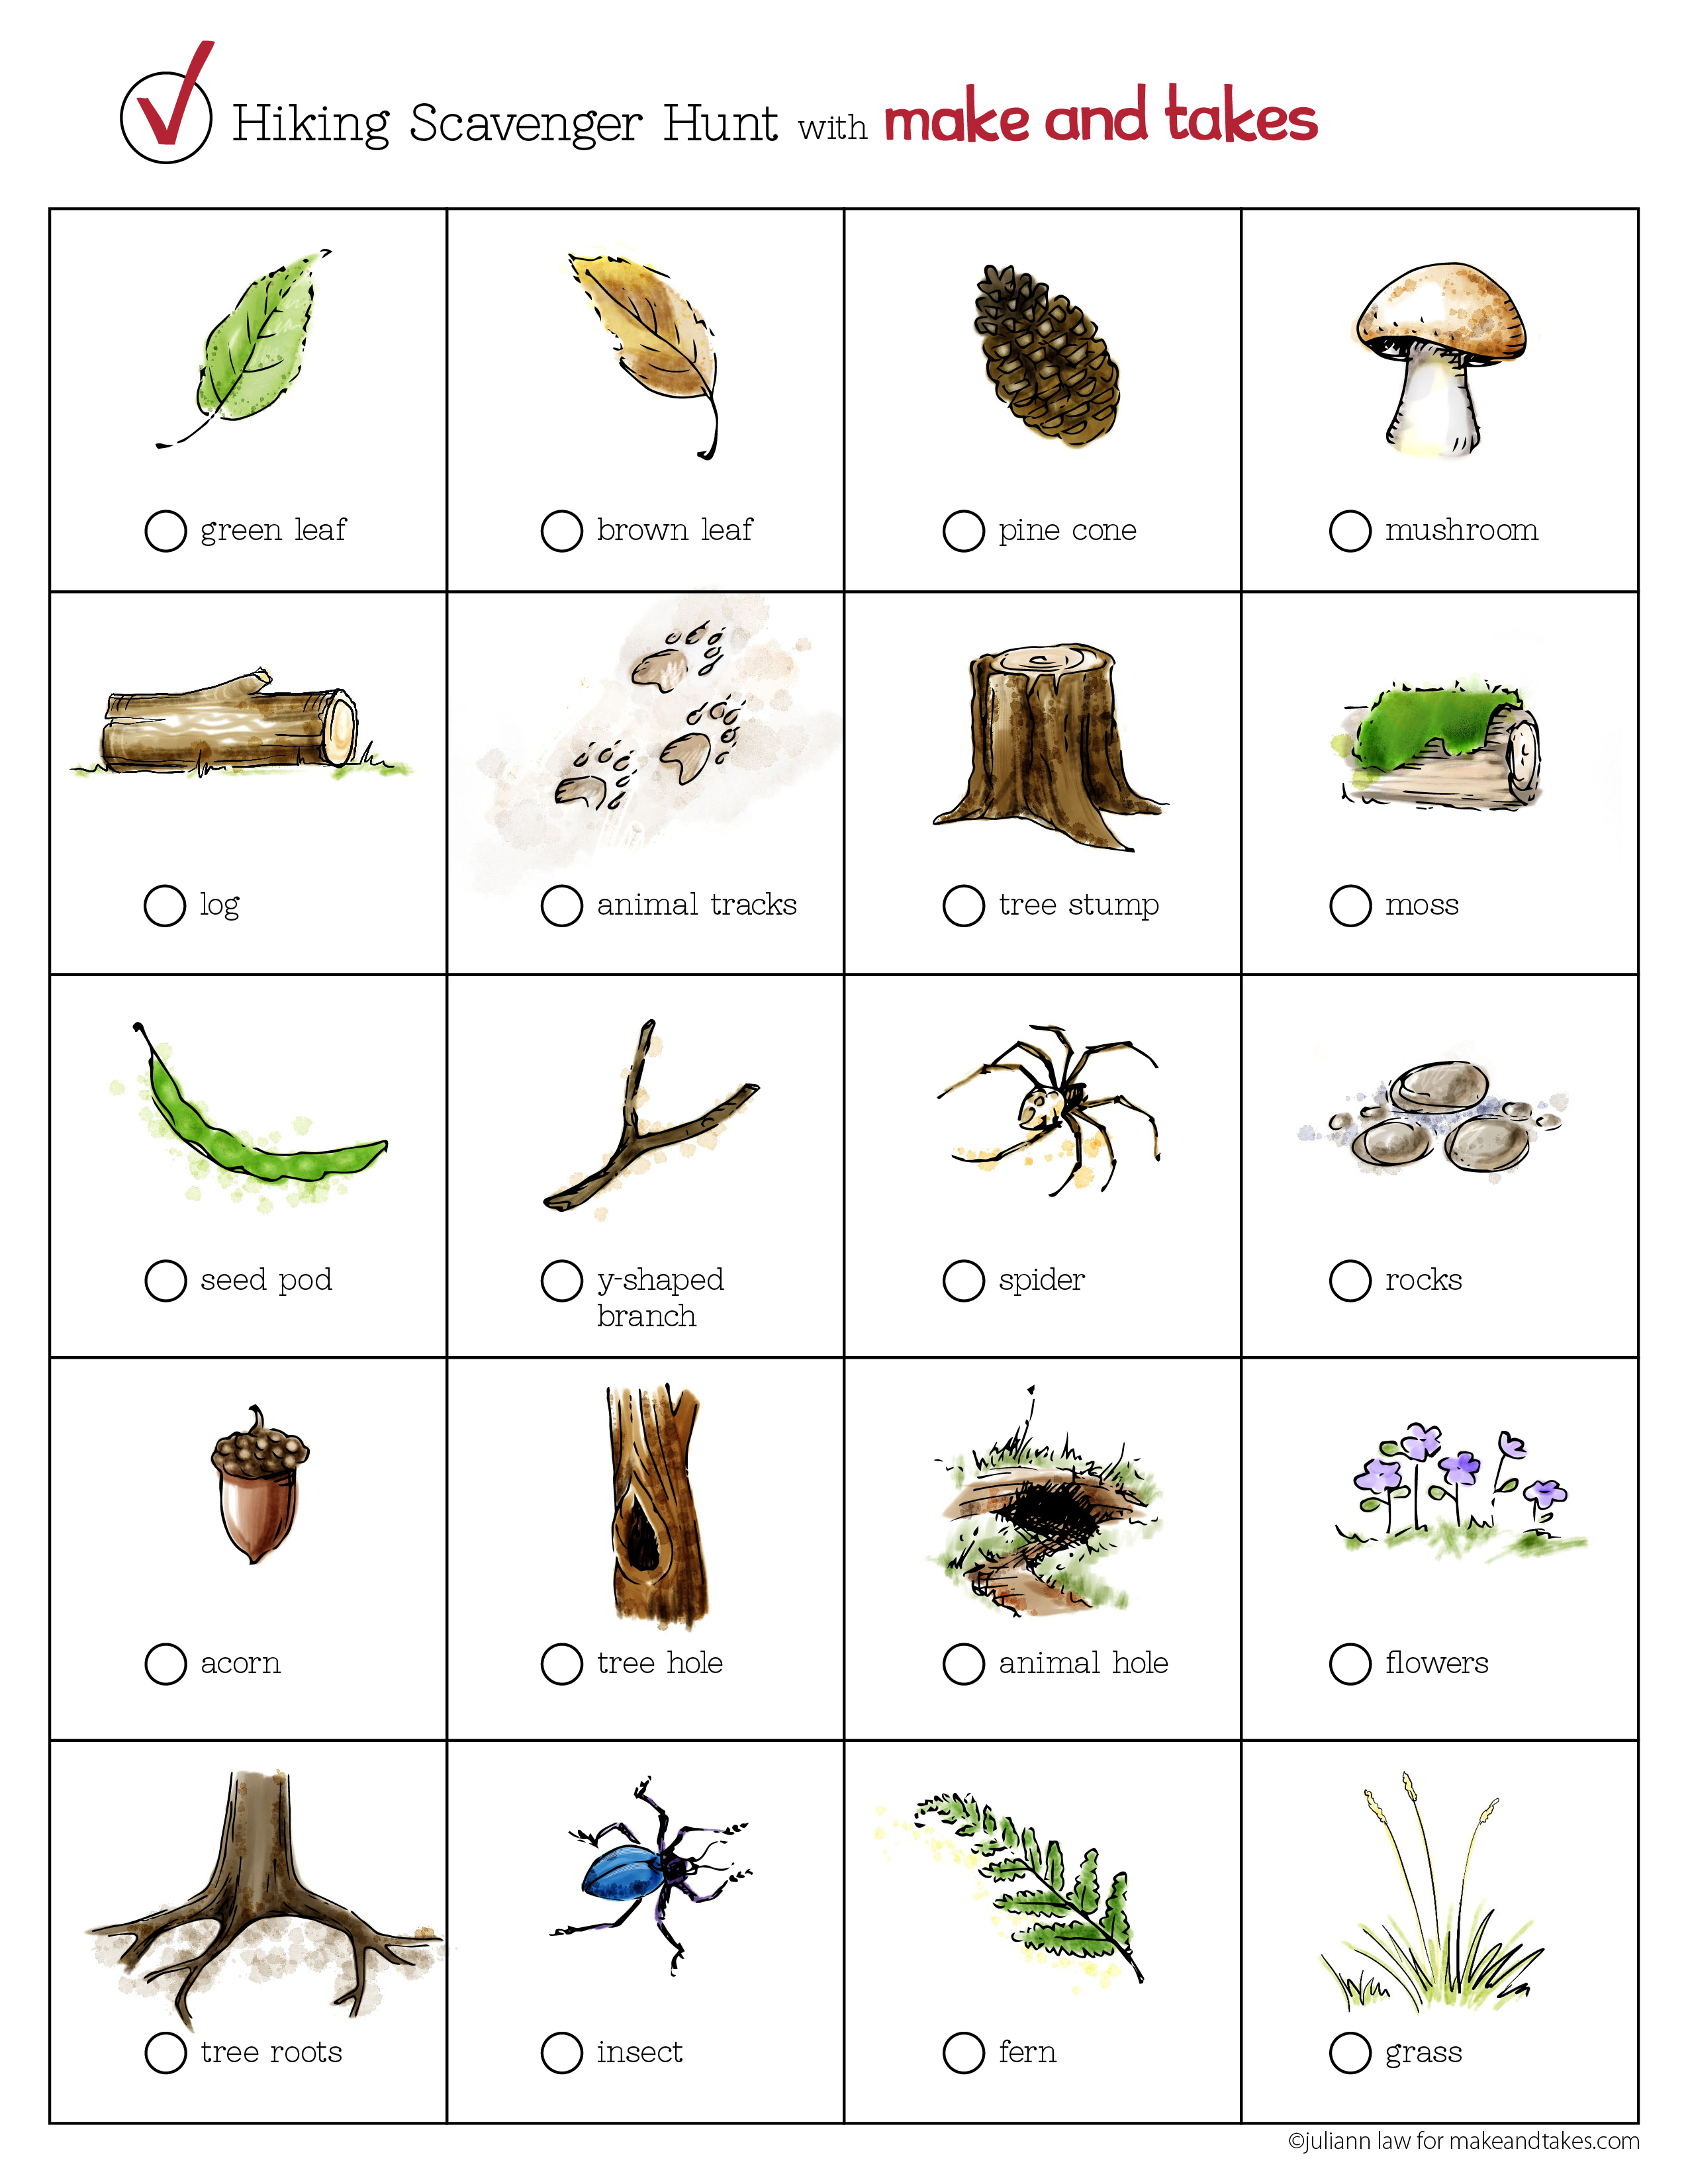 Hiking Scavenger Hunt with make and takes
green leaf
brown leaf
pine cone
mushroom
log
animal tracks
tree stump
moss
seed pod
y-shaped
branch
spider
rocks
acorn
tree hole
animal hole
flowers
tree roots
insect
fern
grass
©juliann law for makeandtakes.com